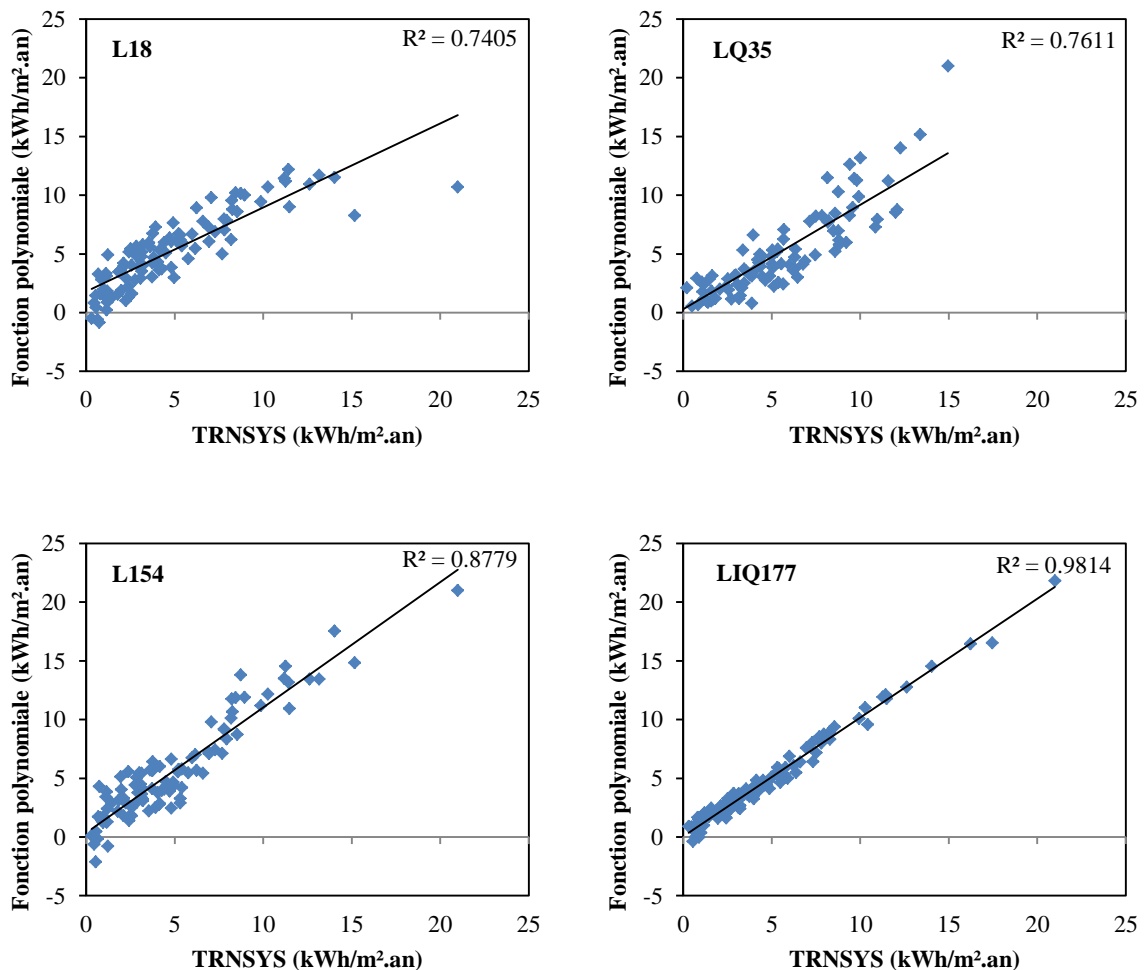 L18
R² = 0.7405
Fonction polynomiale (kWh/m².an)
25
20
15
10
5
0
-5
0 5 10 15 20 25
TRNSYS (kWh/m².an)
LQ35
R² = 0.7611
Fonction polynomiale (kWh/m².an)
25
20
15
10
5
0
-5
0 5 10 15 20 25
TRNSYS (kWh/m².an)
L154
R² = 0.8779
Fonction polynomiale (kWh/m².an)
25
20
15
10
5
0
-5
0 5 10 15 20 25
TRNSYS (kWh/m².an)
LIQ177
R² = 0.9814
Fonction polynomiale (kWh/m².an)
25
20
15
10
5
0
-5
0 5 10 15 20 25
TRNSYS (kWh/m².an)